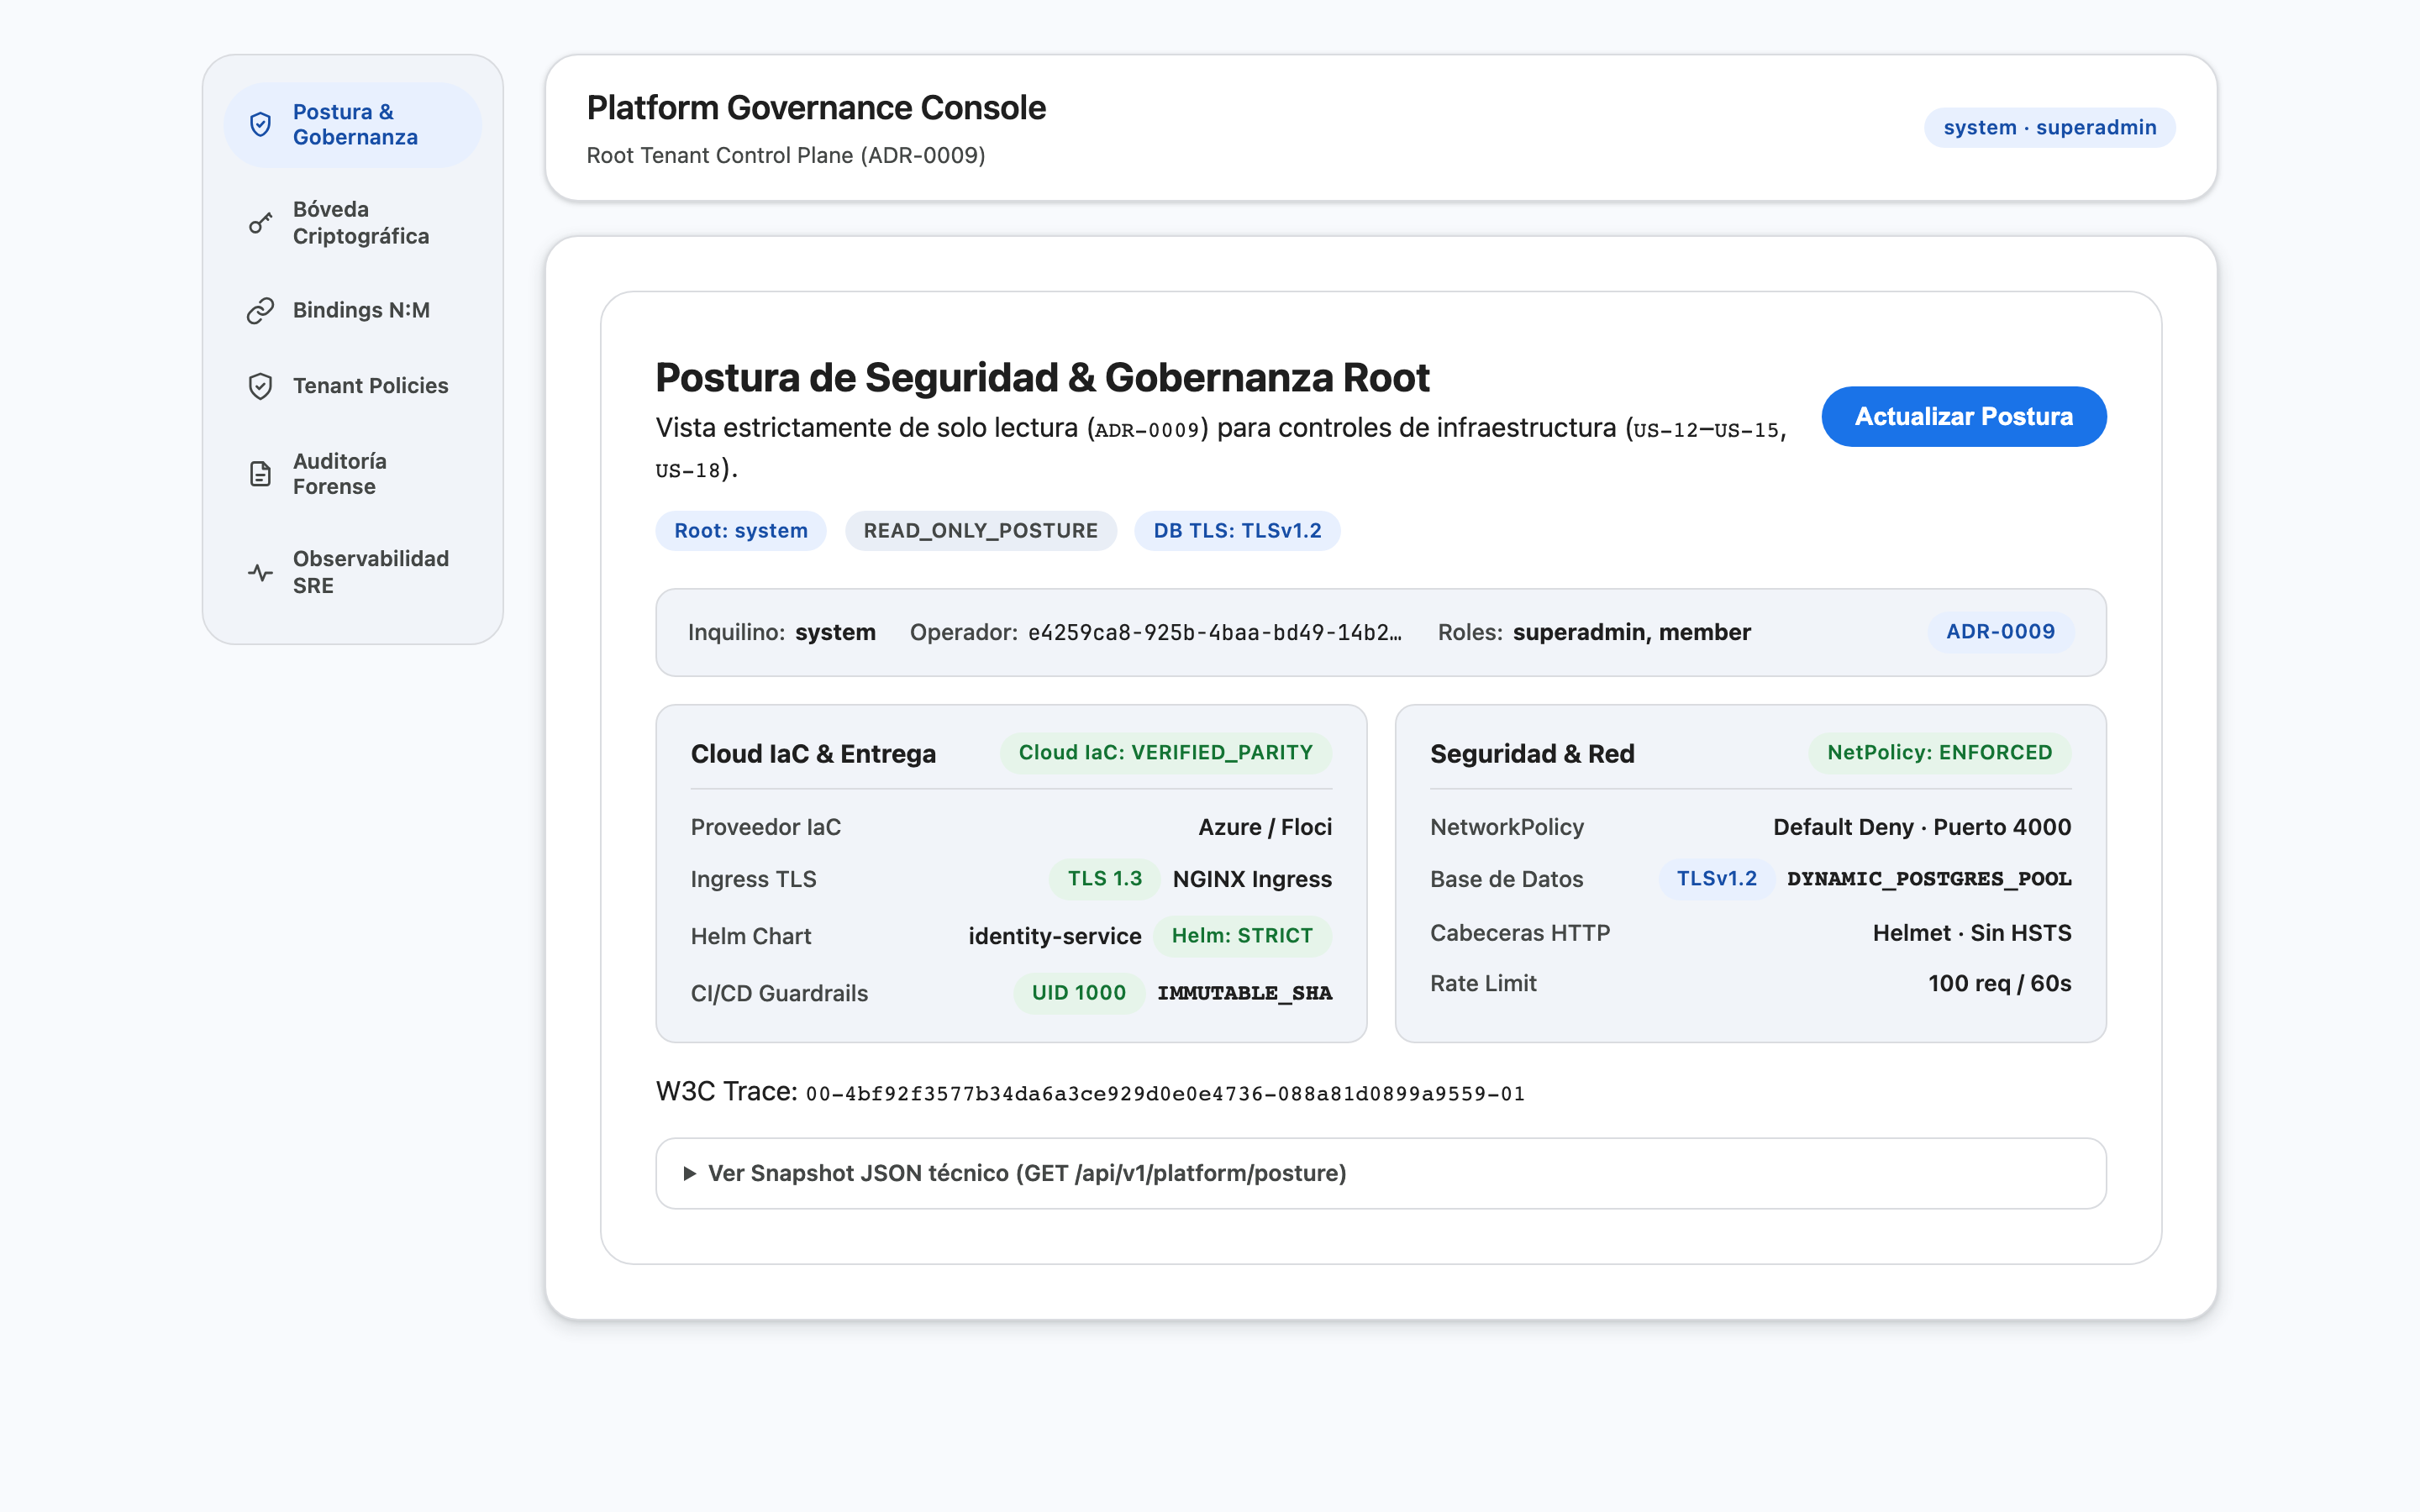 Postura &
Gobernanza
Bóveda
Criptográfica
Bindings N:M
Tenant Policies
Auditoría
Forense
Observabilidad
SRE
Platform Governance Console
Root Tenant Control Plane (ADR-0009)
system · superadmin
Postura de Seguridad & Gobernanza Root
Vista estrictamente de solo lectura (ADR-0009) para controles de infraestructura (US-12–US-15,
US-18).
Actualizar Postura
Root: system READ_ONLY_POSTURE DB TLS: TLSv1.2
Inquilino: system Operador: e4259ca8-925b-4baa-bd49-14b2… Roles: superadmin, member ADR-0009
Cloud IaC & Entrega Cloud IaC: VERIFIED_PARITY
Proveedor IaC Azure / Floci
Ingress TLS TLS 1.3 NGINX Ingress
Helm Chart identity-service Helm: STRICT
CI/CD Guardrails UID 1000 IMMUTABLE_SHA
Seguridad & Red NetPolicy: ENFORCED
NetworkPolicy Default Deny · Puerto 4000
Base de Datos TLSv1.2 DYNAMIC_POSTGRES_POOL
Cabeceras HTTP Helmet · Sin HSTS
Rate Limit 100 req / 60s
W3C Trace: 00-4bf92f3577b34da6a3ce929d0e0e4736-088a81d0899a9559-01
Ver Snapshot JSON técnico (GET /api/v1/platform/posture)